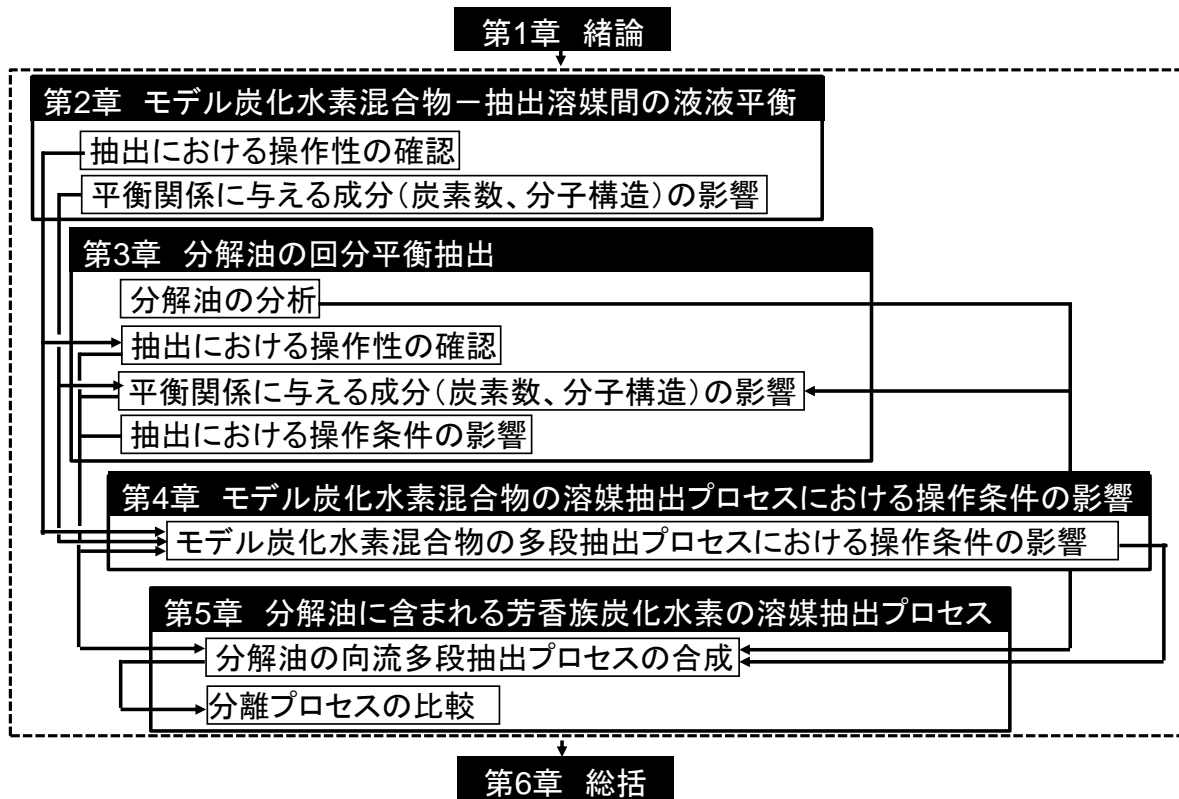 第1章 緒論
第2章 モデル炭化水素混合物－抽出溶媒間の液液平衡
抽出における操作性の確認
平衡関係に与える成分（炭素数、分子構造）の影響
第3章 分解油の回分平衡抽出
分解油の分析
抽出における操作性の確認
平衡関係に与える成分（炭素数、分子構造）の影響
抽出における操作条件の影響
第4章 モデル炭化水素混合物の溶媒抽出プロセスにおける操作条件の影響
モデル炭化水素混合物の多段抽出プロセスにおける操作条件の影響
第5章 分解油に含まれる芳香族炭化水素の溶媒抽出プロセス
分解油の向流多段抽出プロセスの合成
分離プロセスの比較
第6章 総括